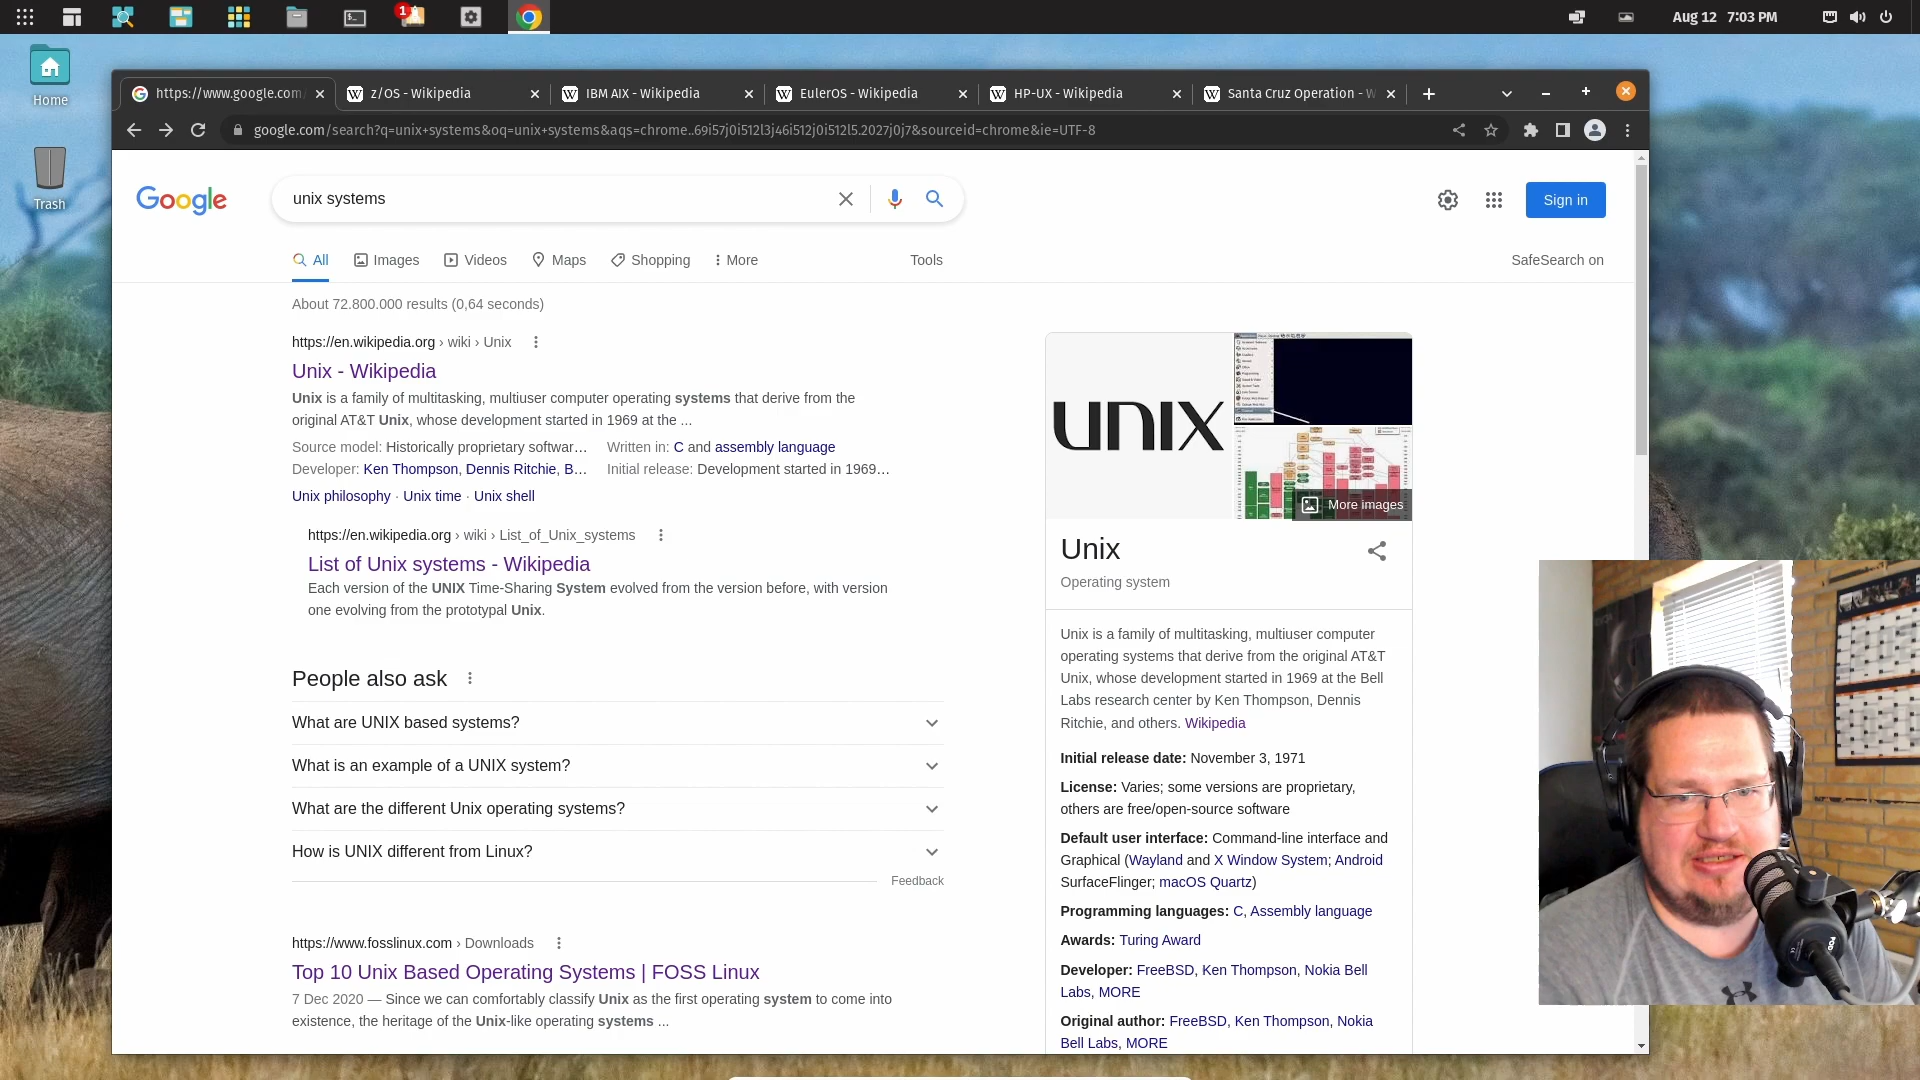 1
Aug 12 7:03 PM
Home
Trash
https://www.google.com/
z/OS - Wikipedia
IBM AIX - Wikipedia
EulerOS - Wikipedia
HP-UX - Wikipedia
Santa Cruz Operation - W
google.com/search?q=unix+systems&oq=unix+systems&aqs=chrome..69i57j0i512l3j46i512j0i512l5.2027j0j7&sourceid=chrome&ie=UTF-8
Google
unix systems
Sign in
All
Images
Videos
Maps
Shopping
More
Tools
SafeSearch on
About 72.800.000 results (0,64 seconds)
https://en.wikipedia.org › wiki › Unix
Unix - Wikipedia
Unix is a family of multitasking, multiuser computer operating systems that derive from the
original AT&T Unix, whose development started in 1969 at the ...
Source model: Historically proprietary softwar…
Written in: C and assembly language
Developer: Ken Thompson, Dennis Ritchie, B…
Initial release: Development started in 1969…
Unix philosophy · Unix time · Unix shell
https://en.wikipedia.org › wiki › List_of_Unix_systems
List of Unix systems - Wikipedia
Each version of the UNIX Time-Sharing System evolved from the version before, with version
one evolving from the prototypal Unix.
People also ask
What are UNIX based systems?
What is an example of a UNIX system?
What are the different Unix operating systems?
How is UNIX different from Linux?
Feedback
https://www.fosslinux.com › Downloads
Top 10 Unix Based Operating Systems | FOSS Linux
7 Dec 2020 — Since we can comfortably classify Unix as the first operating system to come into
existence, the heritage of the Unix-like operating systems ...
UNIX
More images
Unix
Operating system
Unix is a family of multitasking, multiuser computer
operating systems that derive from the original AT&T
Unix, whose development started in 1969 at the Bell
Labs research center by Ken Thompson, Dennis
Ritchie, and others. Wikipedia
Initial release date: November 3, 1971
License: Varies; some versions are proprietary,
others are free/open-source software
Default user interface: Command-line interface and
Graphical (Wayland and X Window System; Android
SurfaceFlinger; macOS Quartz)
Programming languages: C, Assembly language
Awards: Turing Award
Developer: FreeBSD, Ken Thompson, Nokia Bell
Labs, MORE
Original author: FreeBSD, Ken Thompson, Nokia
Bell Labs, MORE